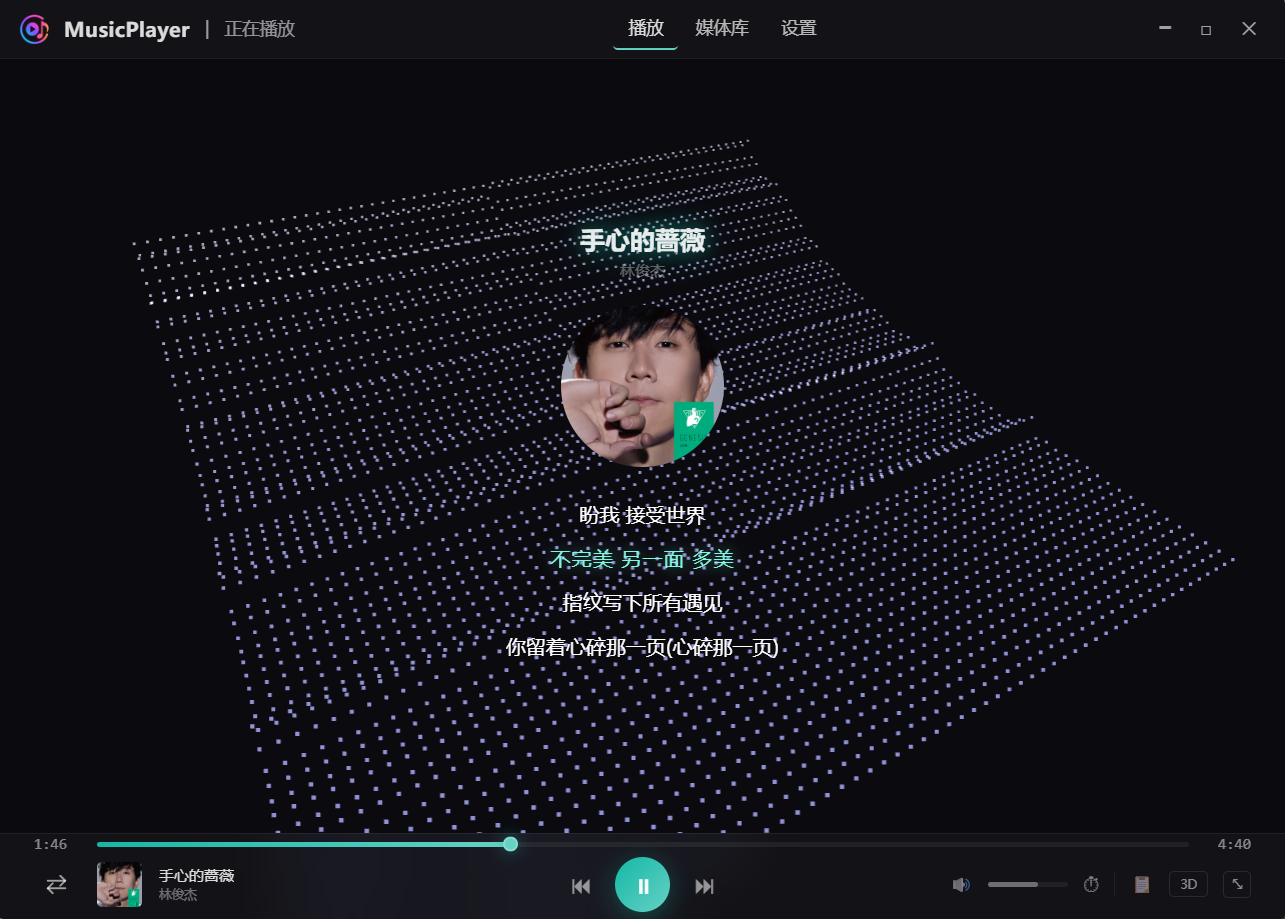 MusicPlayer | 正在播放
播放 媒体库 设置
手心的蔷薇
林俊杰
盼我 接受世界
不完美 另一面 多美
指纹写下所有遇见
你留着心碎那一页(心碎那一页)
1:46
4:40
手心的蔷薇
林俊杰
3D